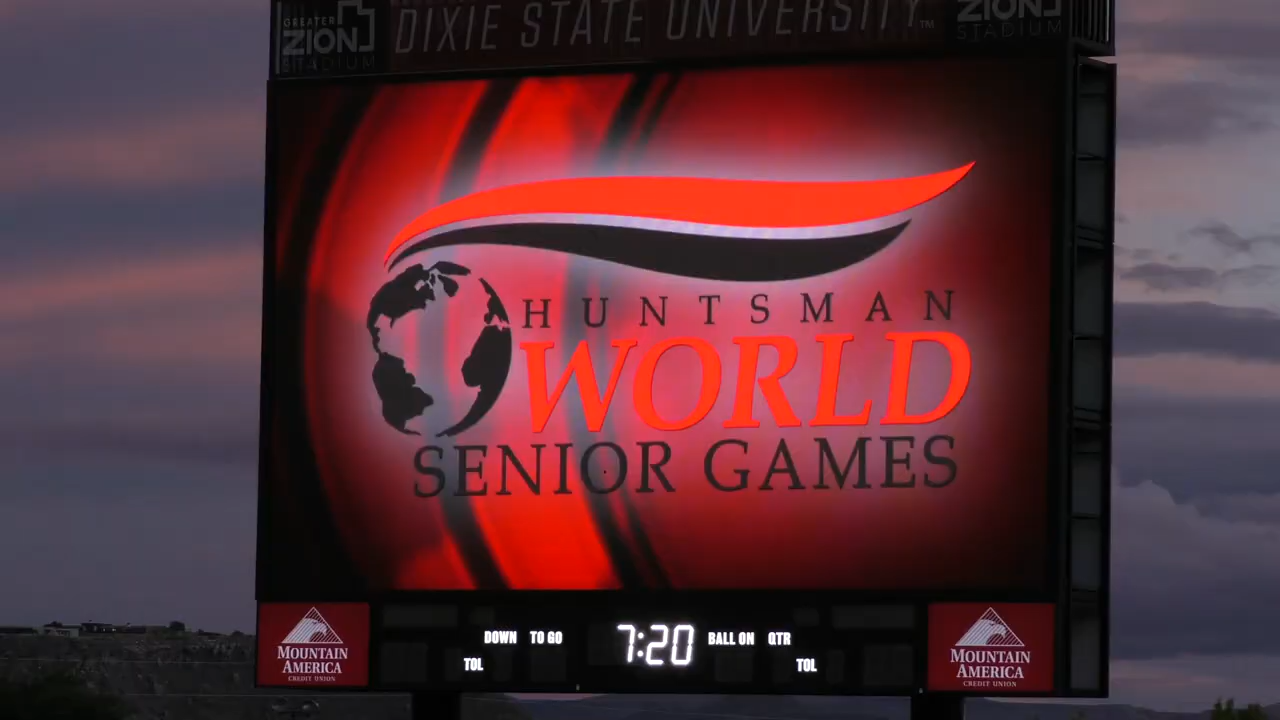 GREATER
ZION
STADIUM
DIXIE STATE UNIVERSITY™
ZION
STADIUM
HUNTSMAN
WORLD
SENIOR GAMES
MOUNTAIN
AMERICA
CREDIT UNION
DOWN TO GO 7:20 BALL ON QTR
TOL TOL
MOUNTAIN
AMERICA
CREDIT UNION